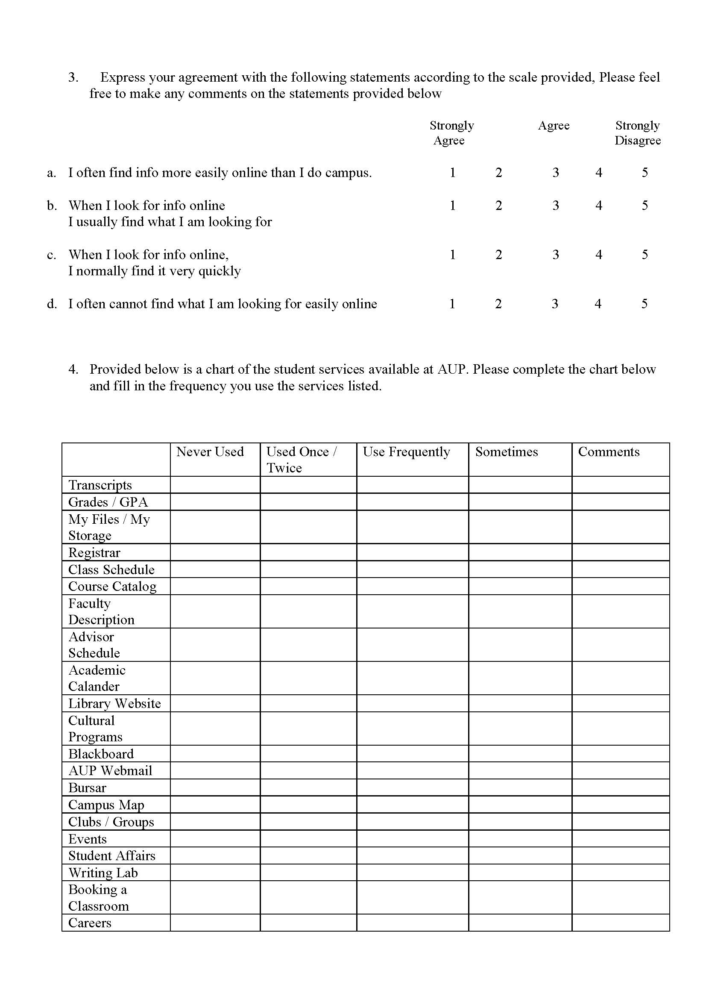 3. Express your agreement with the following statements according to the scale provided, Please feel
free to make any comments on the statements provided below
Strongly Agree Strongly
Agree Disagree
a. I often find info more easily online than I do campus. 1 2 3 4 5
b. When I look for info online 1 2 3 4 5
I usually find what I am looking for
c. When I look for info online, 1 2 3 4 5
I normally find it very quickly
d. I often cannot find what I am looking for easily online 1 2 3 4 5
4. Provided below is a chart of the student services available at AUP. Please complete the chart below
and fill in the frequency you use the services listed.
Never Used Used Once / Use Frequently Sometimes Comments
Twice
Transcripts
Grades / GPA
My Files / My
Storage
Registrar
Class Schedule
Course Catalog
Faculty
Description
Advisor
Schedule
Academic
Calander
Library Website
Cultural
Programs
Blackboard
AUP Webmail
Bursar
Campus Map
Clubs / Groups
Events
Student Affairs
Writing Lab
Booking a
Classroom
Careers